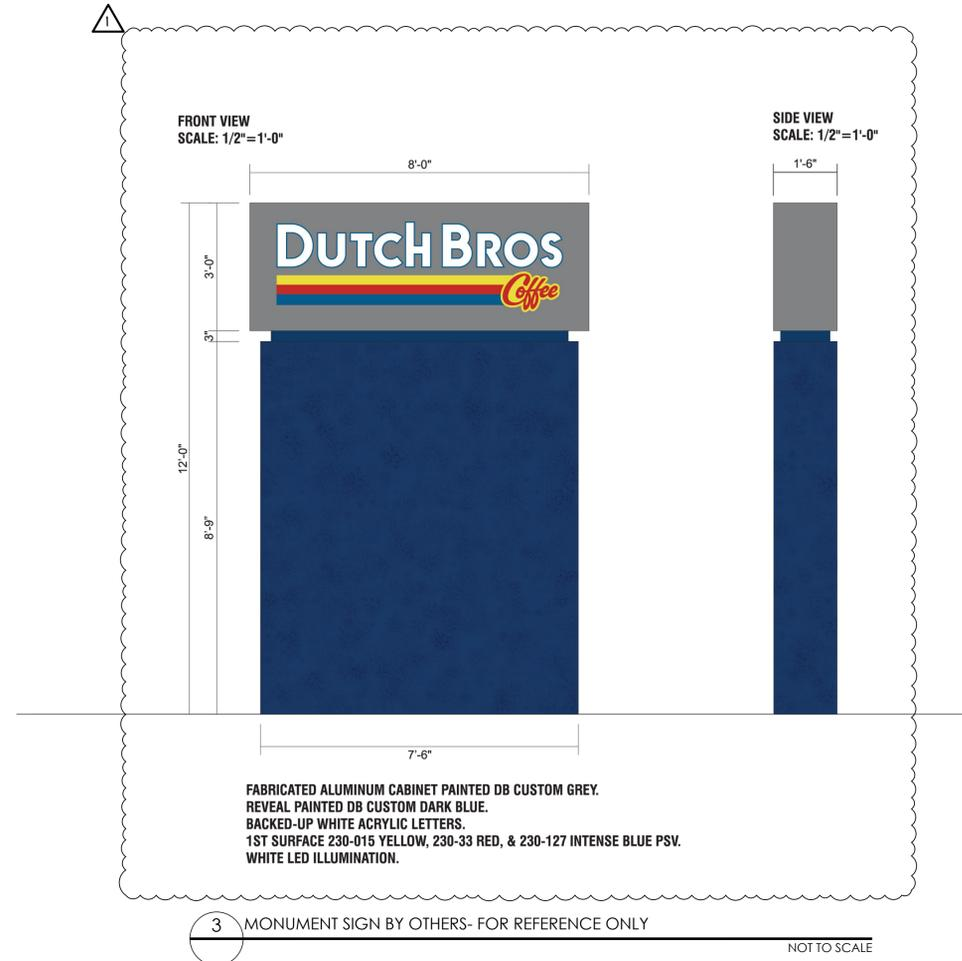 1
FRONT VIEW
SCALE: 1/2"=1'-0"
SIDE VIEW
SCALE: 1/2"=1'-0"
8'-0"
1'-6"
3'-0"
3"
12'-0"
8'-9"
DUTCH BROS
Coffee
7'-6"
FABRICATED ALUMINUM CABINET PAINTED DB CUSTOM GREY.
REVEAL PAINTED DB CUSTOM DARK BLUE.
BACKED-UP WHITE ACRYLIC LETTERS.
1ST SURFACE 230-015 YELLOW, 230-33 RED, & 230-127 INTENSE BLUE PSV.
WHITE LED ILLUMINATION.
3 MONUMENT SIGN BY OTHERS- FOR REFERENCE ONLY
NOT TO SCALE